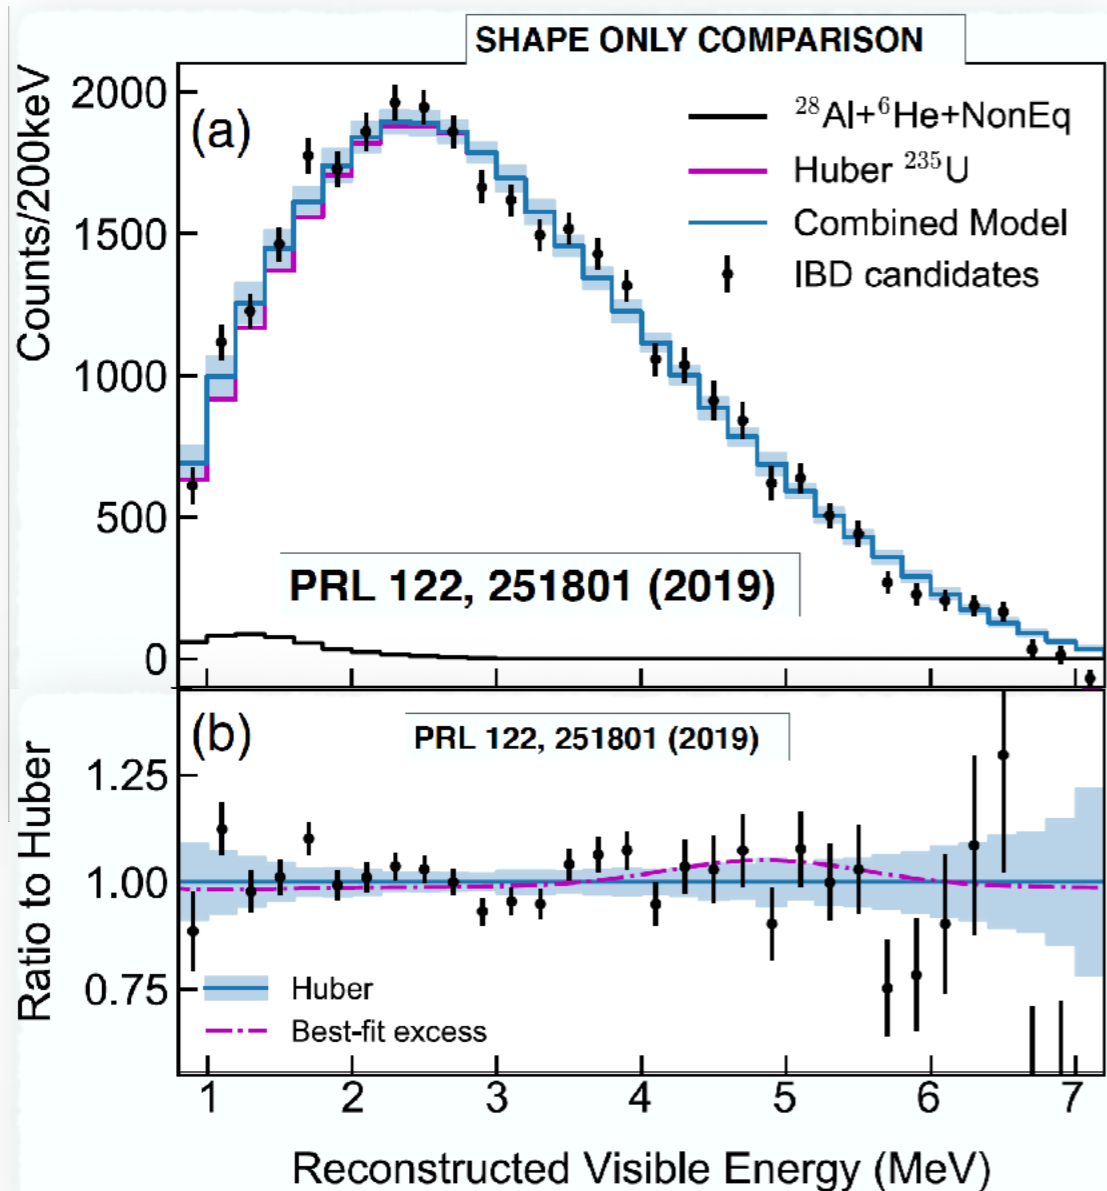 SHAPE ONLY COMPARISON
Counts/200keV
2000
1500
1000
500
0
(a)
²⁸Al+⁶He+NonEq
Huber ²³⁵U
Combined Model
IBD candidates
PRL 122, 251801 (2019)
Ratio to Huber
1.25
1.00
0.75
(b)
PRL 122, 251801 (2019)
Huber
Best-fit excess
1 2 3 4 5 6 7
Reconstructed Visible Energy (MeV)